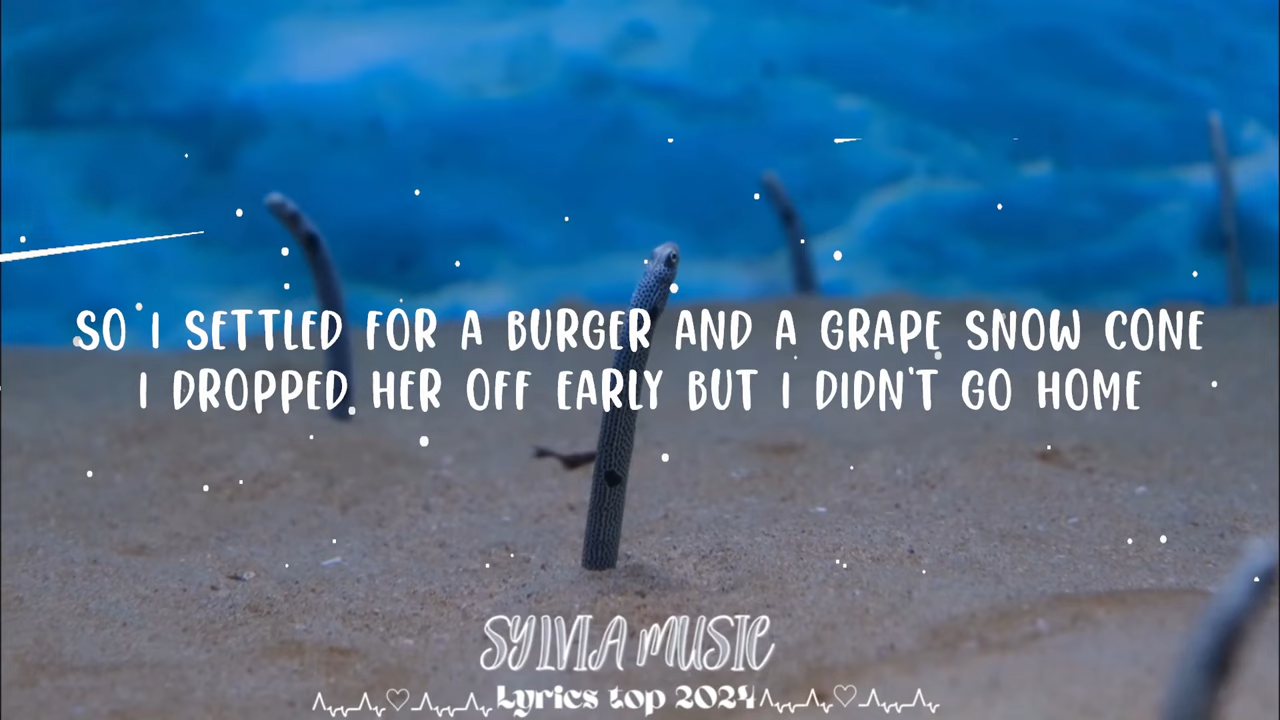 SO I SETTLED FOR A BURGER AND A GRAPE SNOW CONE
I DROPPED HER OFF EARLY BUT I DIDN'T GO HOME
SYLVIA MUSIC
Lyrics top 2024